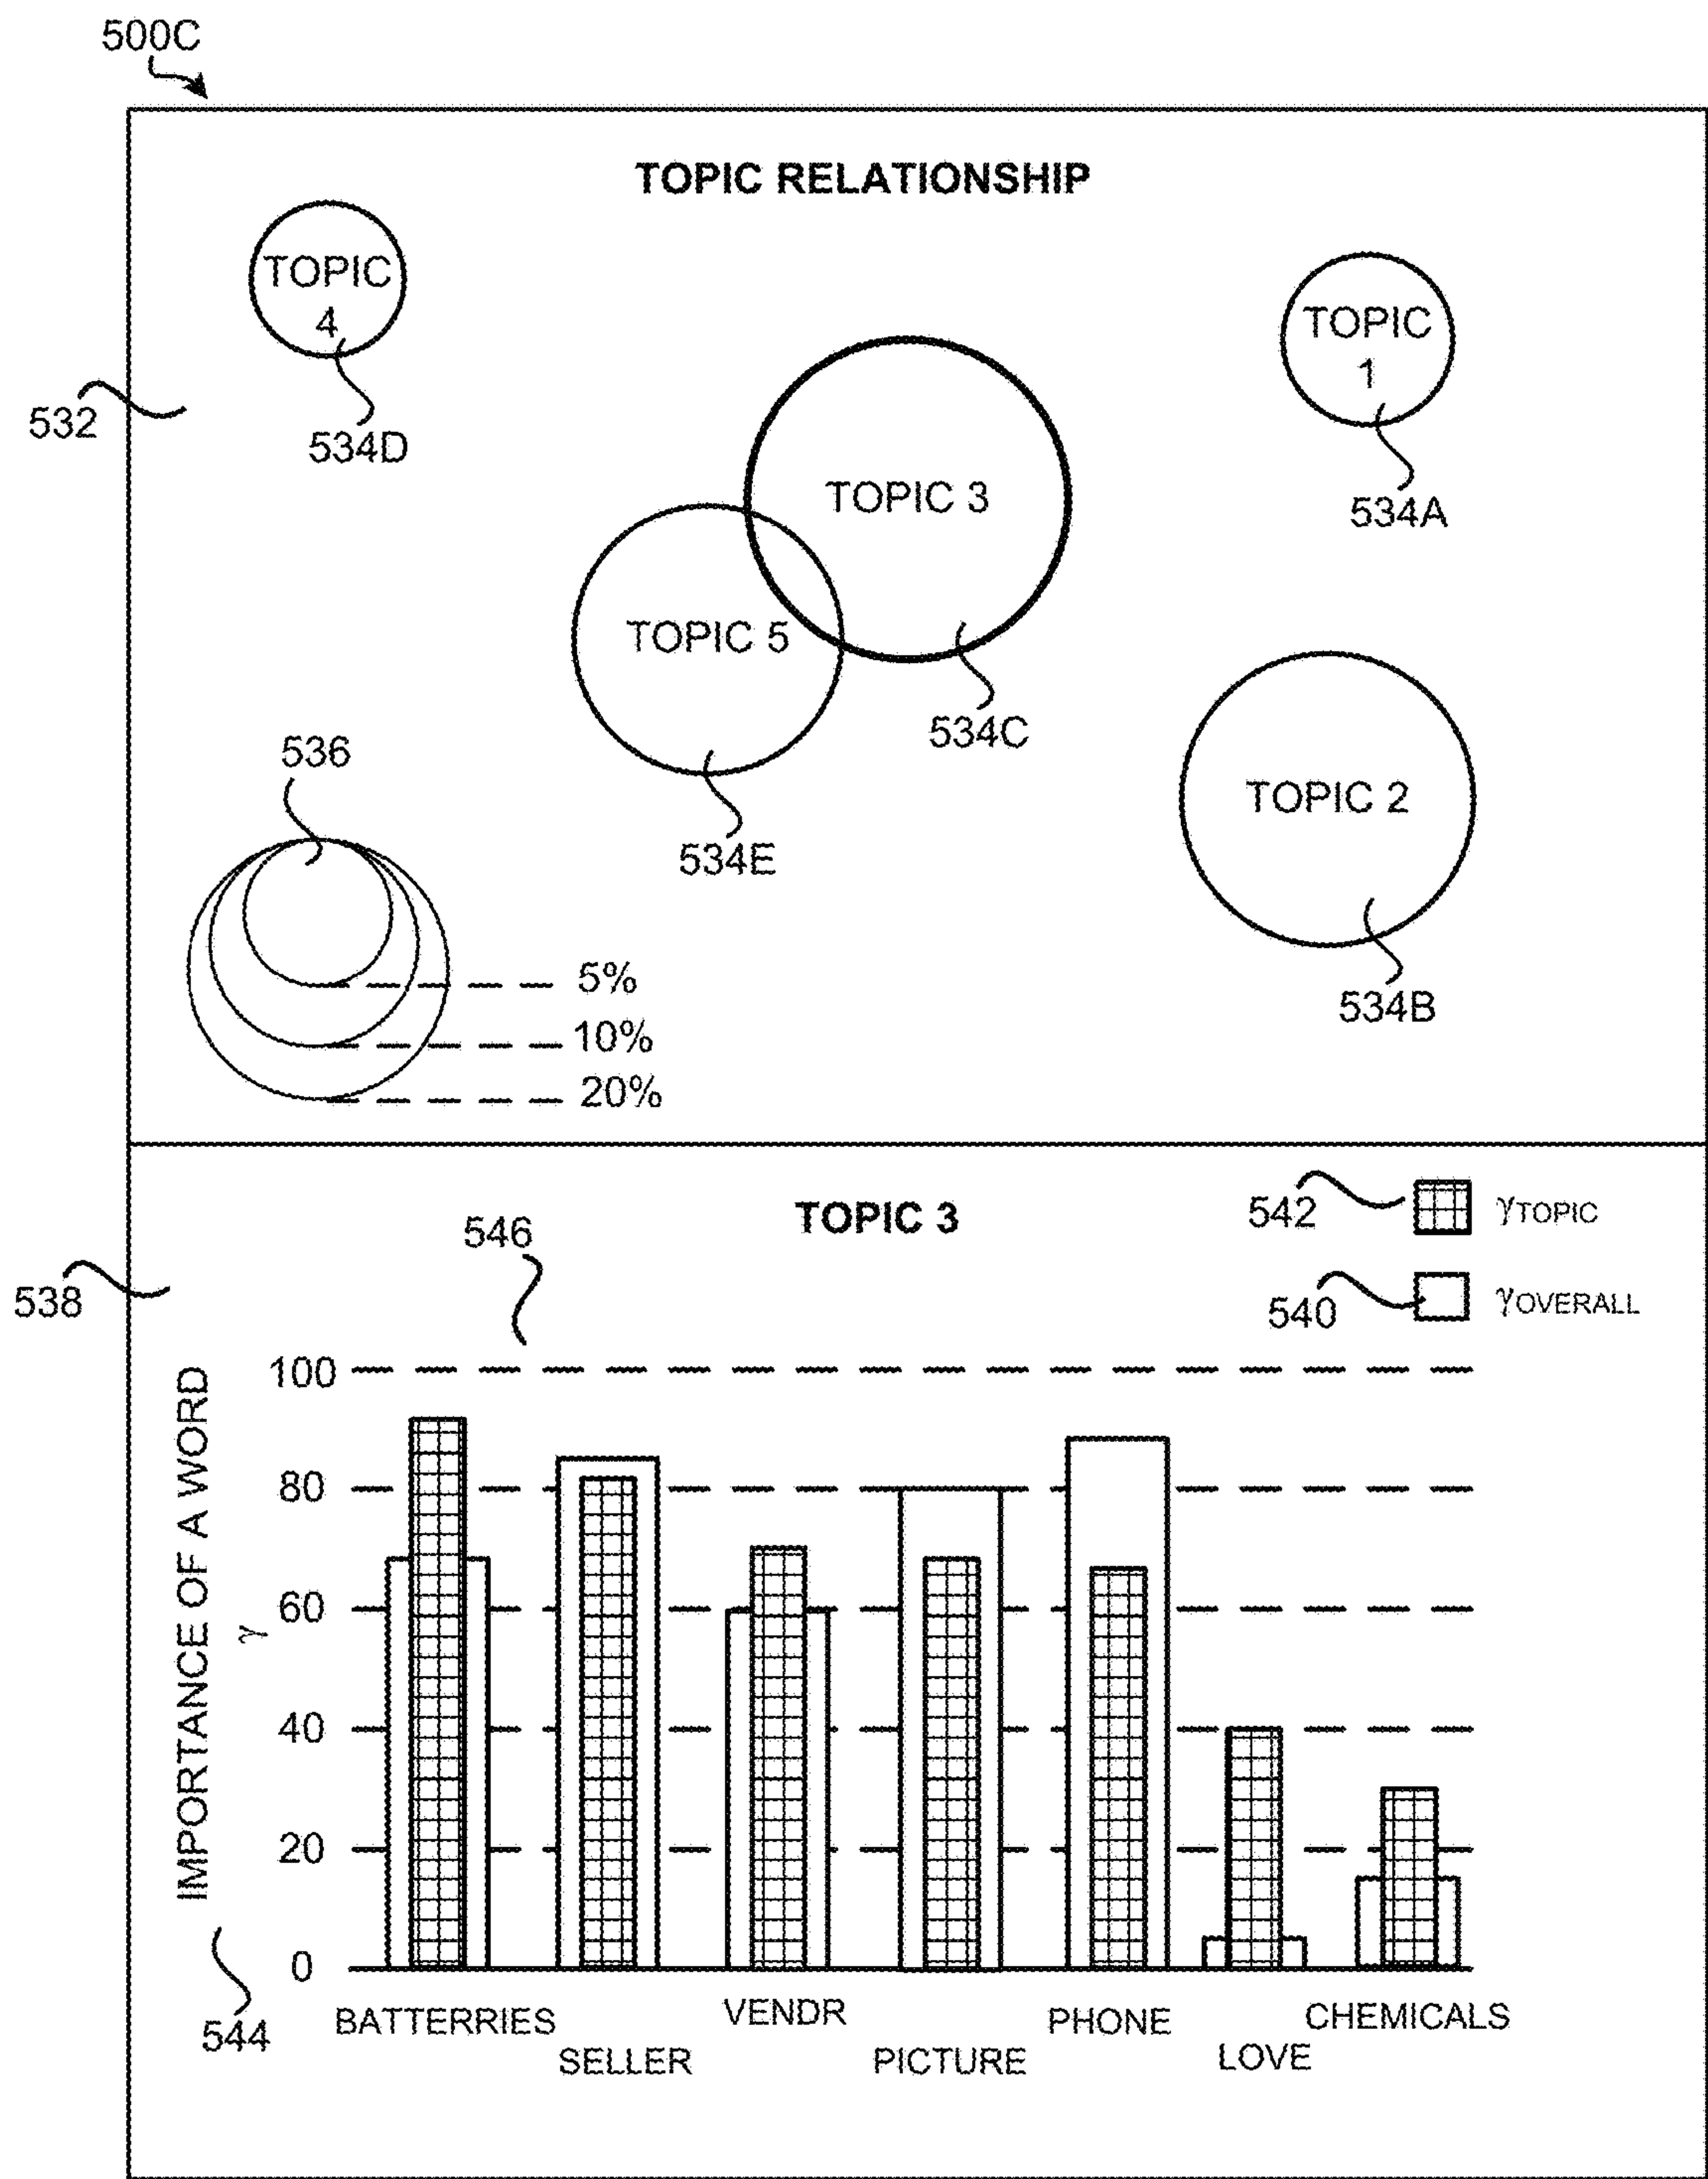 500C
TOPIC RELATIONSHIP
TOPIC
4
534D
TOPIC
1
534A
532
TOPIC 3
534C
TOPIC 5
534E
TOPIC 2
534B
536
5%
10%
20%
TOPIC 3
542
γTOPIC
540
γOVERALL
546
538
IMPORTANCE OF A WORD
γ
100
80
60
40
20
0
544
BATTERRIES
SELLER
VENDR
PICTURE
PHONE
LOVE
CHEMICALS